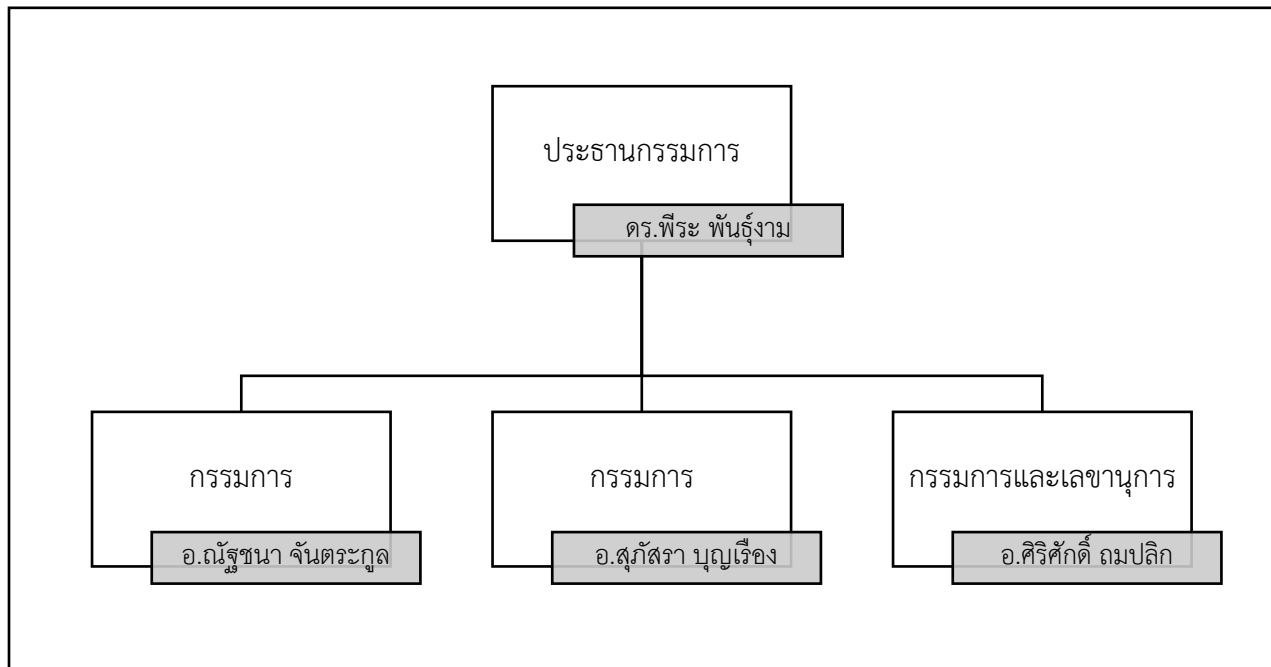 ประธานกรรมการ
ดร.พีระ พันธุ์งาม
กรรมการ
อ.ณัฐชนา จันตระกูล
กรรมการ
อ.สุภัสรา บุญเรือง
กรรมการและเลขานุการ
อ.ศิริศักดิ์ ถมปลิก